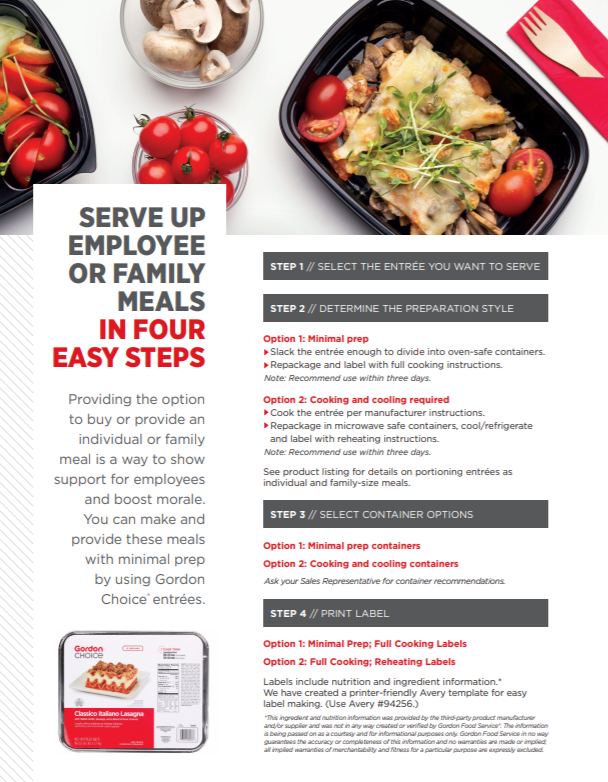 SERVE UP
EMPLOYEE
OR FAMILY
MEALS
IN FOUR
EASY STEPS
Providing the option
to buy or provide an
individual or family
meal is a way to show
support for employees
and boost morale.
You can make and
provide these meals
with minimal prep
by using Gordon
Choice® entrées.
Gordon
CHOICE
Classico Italiano Lasagna
STEP 1 // SELECT THE ENTRÉE YOU WANT TO SERVE
STEP 2 // DETERMINE THE PREPARATION STYLE
Option 1: Minimal prep
Slack the entrée enough to divide into oven-safe containers.
Repackage and label with full cooking instructions.
Note: Recommend use within three days.
Option 2: Cooking and cooling required
Cook the entrée per manufacturer instructions.
Repackage in microwave safe containers, cool/refrigerate
and label with reheating instructions.
Note: Recommend use within three days.
See product listing for details on portioning entrées as
individual and family-size meals.
STEP 3 // SELECT CONTAINER OPTIONS
Option 1: Minimal prep containers
Option 2: Cooking and cooling containers
Ask your Sales Representative for container recommendations.
STEP 4 // PRINT LABEL
Option 1: Minimal Prep; Full Cooking Labels
Option 2: Full Cooking; Reheating Labels
Labels include nutrition and ingredient information.*
We have created a printer-friendly Avery template for easy
label making. (Use Avery #94256.)
*This ingredient and nutrition information was provided by the third-party product manufacturer
and/or supplier and was not in any way created or verified by Gordon Food Service®. The information
is being passed on as a courtesy and for informational purposes only. Gordon Food Service in no way
guarantees the accuracy or completeness of this information and no warranties are made or implied;
all implied warranties of merchantability and fitness for a particular purpose are expressly excluded.